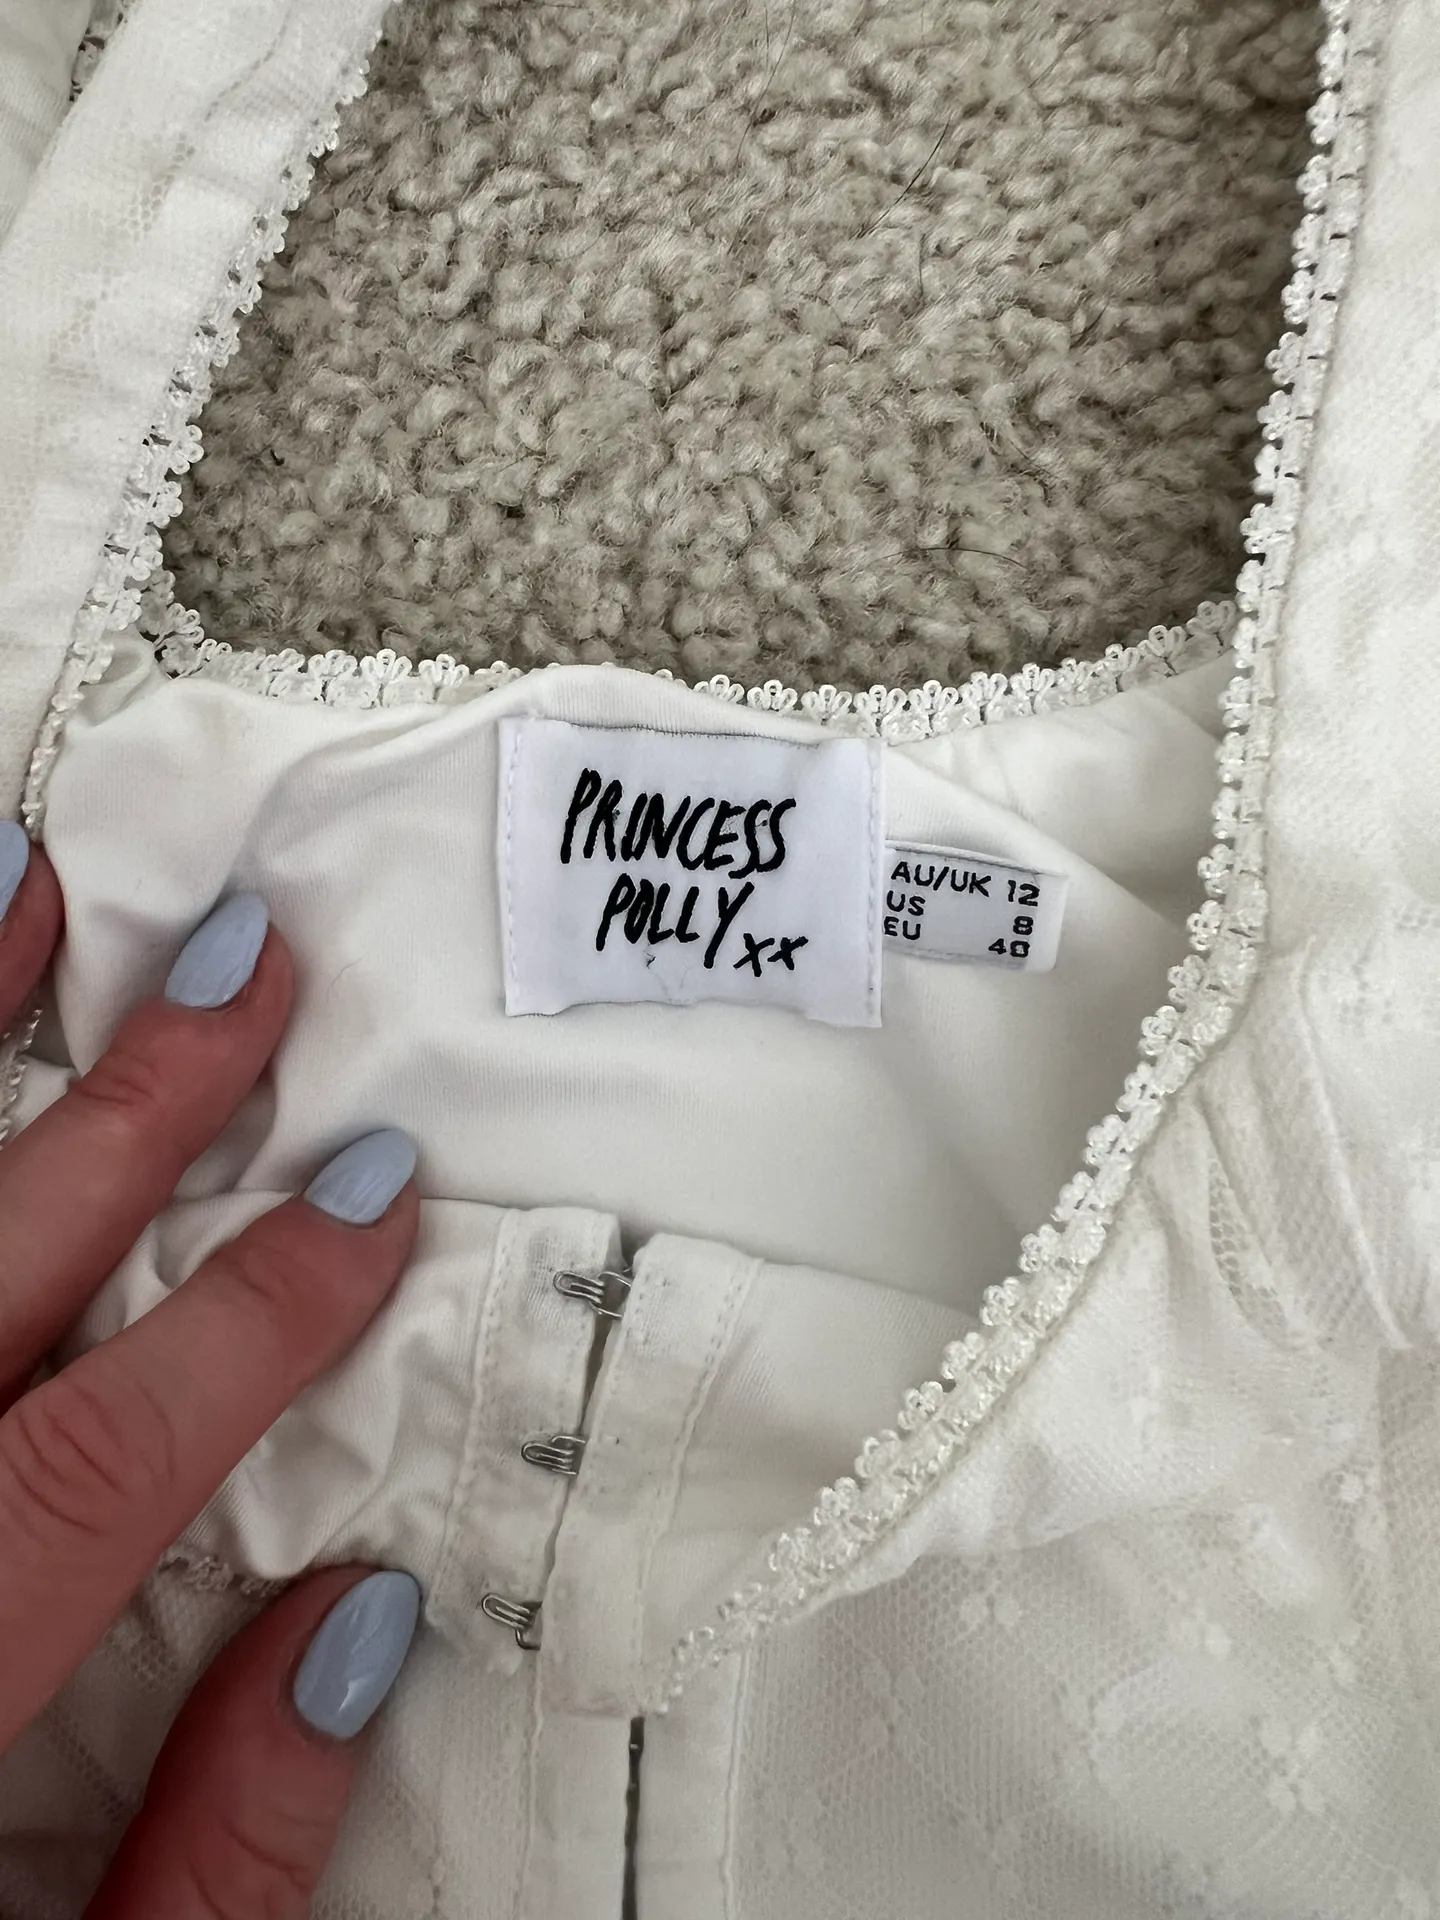 PRINCESS
POLLY xx
AU/UK 12
US 8
EU 40